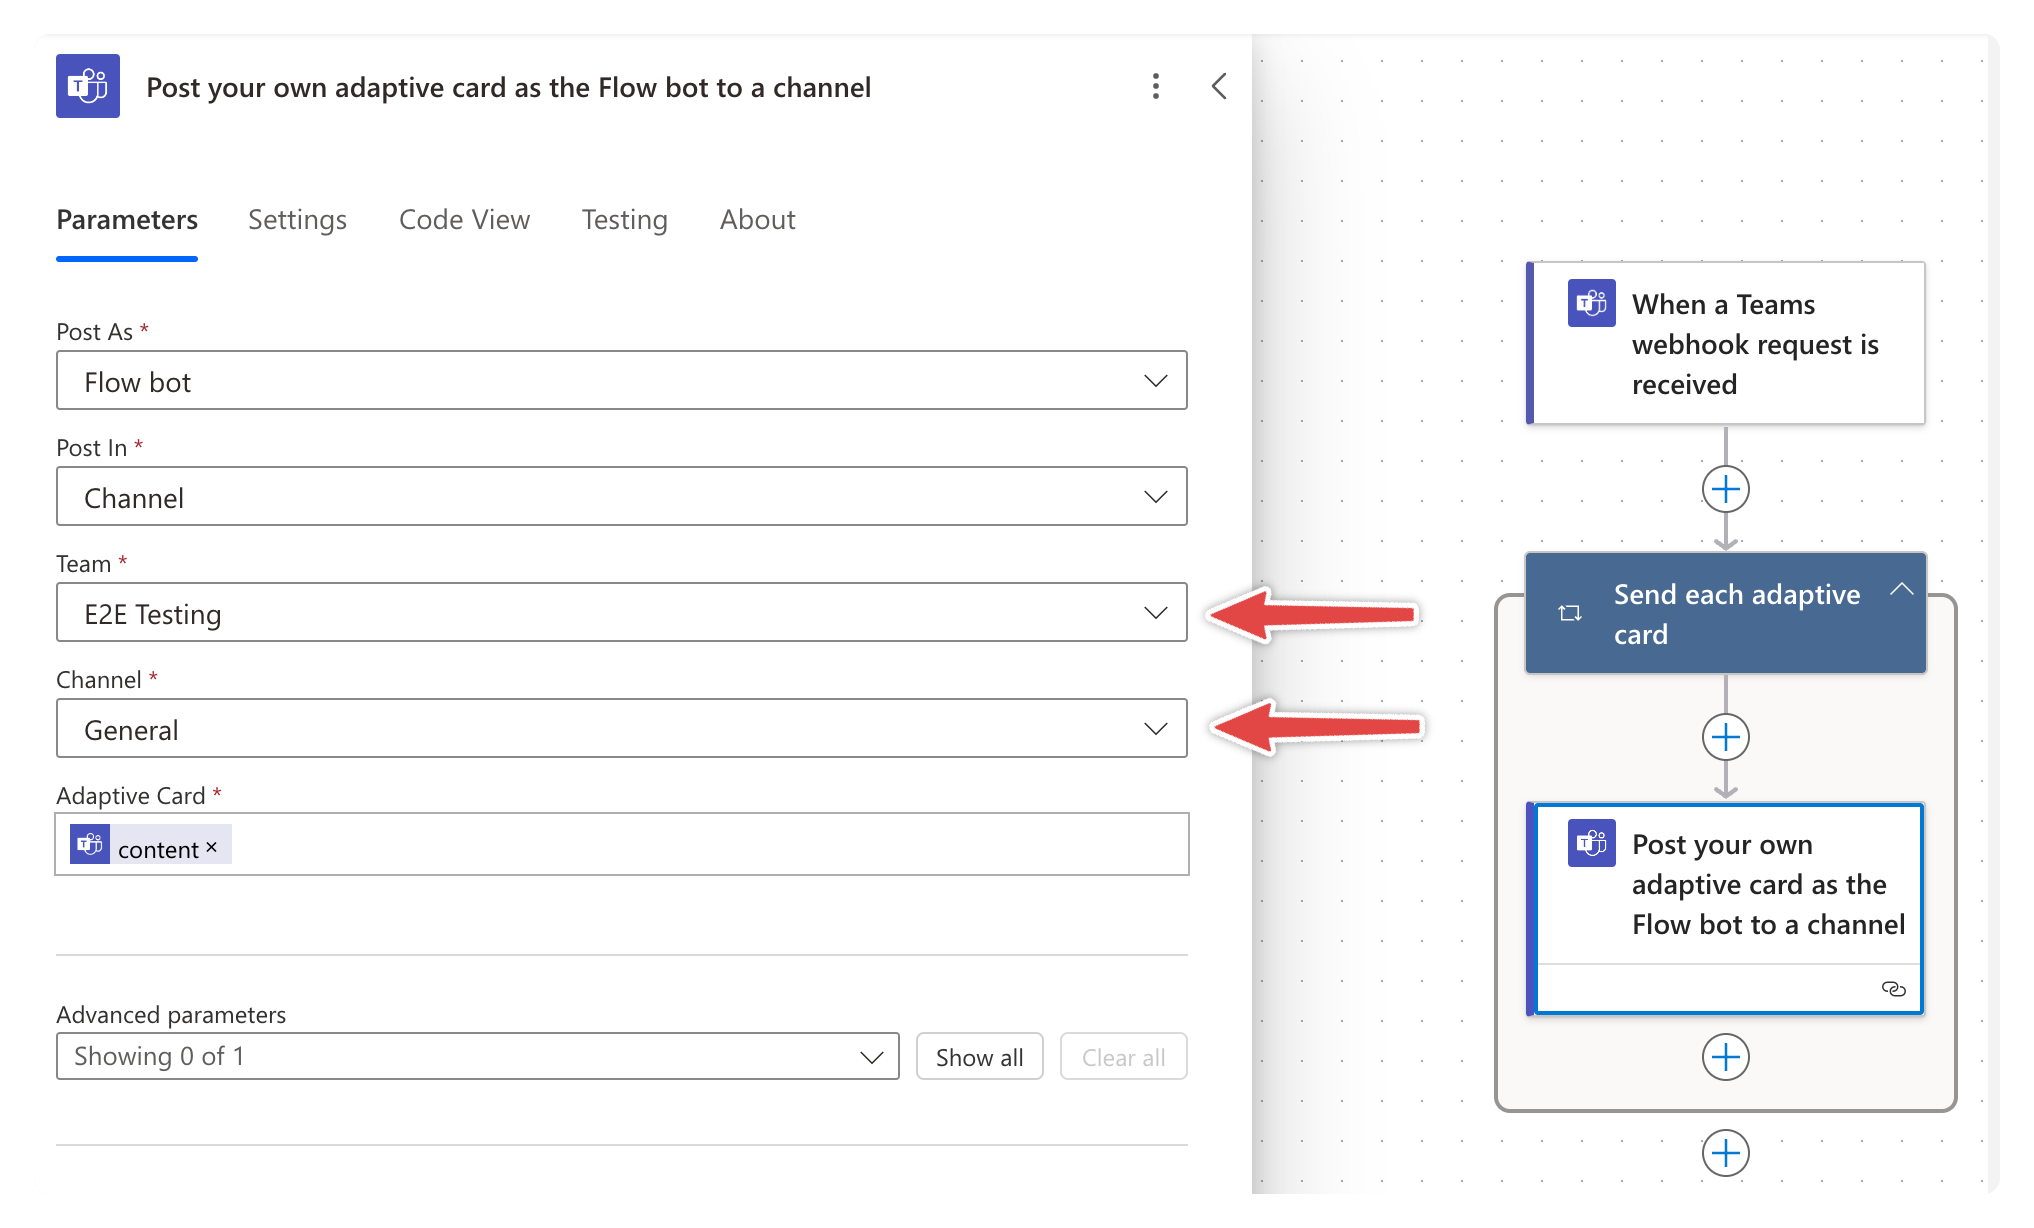 Post your own adaptive card as the Flow bot to a channel
Parameters Settings Code View Testing About
Post As *
Flow bot
Post In *
Channel
Team *
E2E Testing
Channel *
General
Adaptive Card *
content ×
Advanced parameters
Showing 0 of 1
Show all
Clear all
When a Teams
webhook request is
received
Send each adaptive
card
Post your own
adaptive card as the
Flow bot to a channel